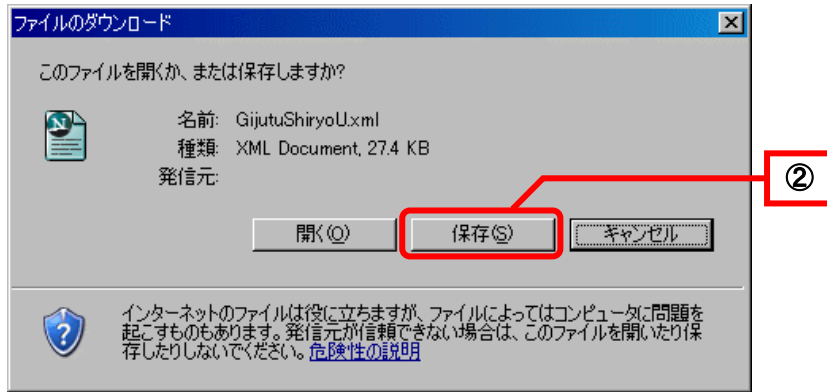 ファイルのダウンロード
このファイルを開くか、または保存しますか?
名前: GijutuShiryoU.xml
種類: XML Document, 27.4 KB
発信元:
開く(O) 保存(S) キャンセル
②
インターネットのファイルは役に立ちますが、ファイルによってはコンピュータに問題を
起こすものもあります。発信元が信頼できない場合は、このファイルを開いたり保
存したりしないでください。危険性の説明